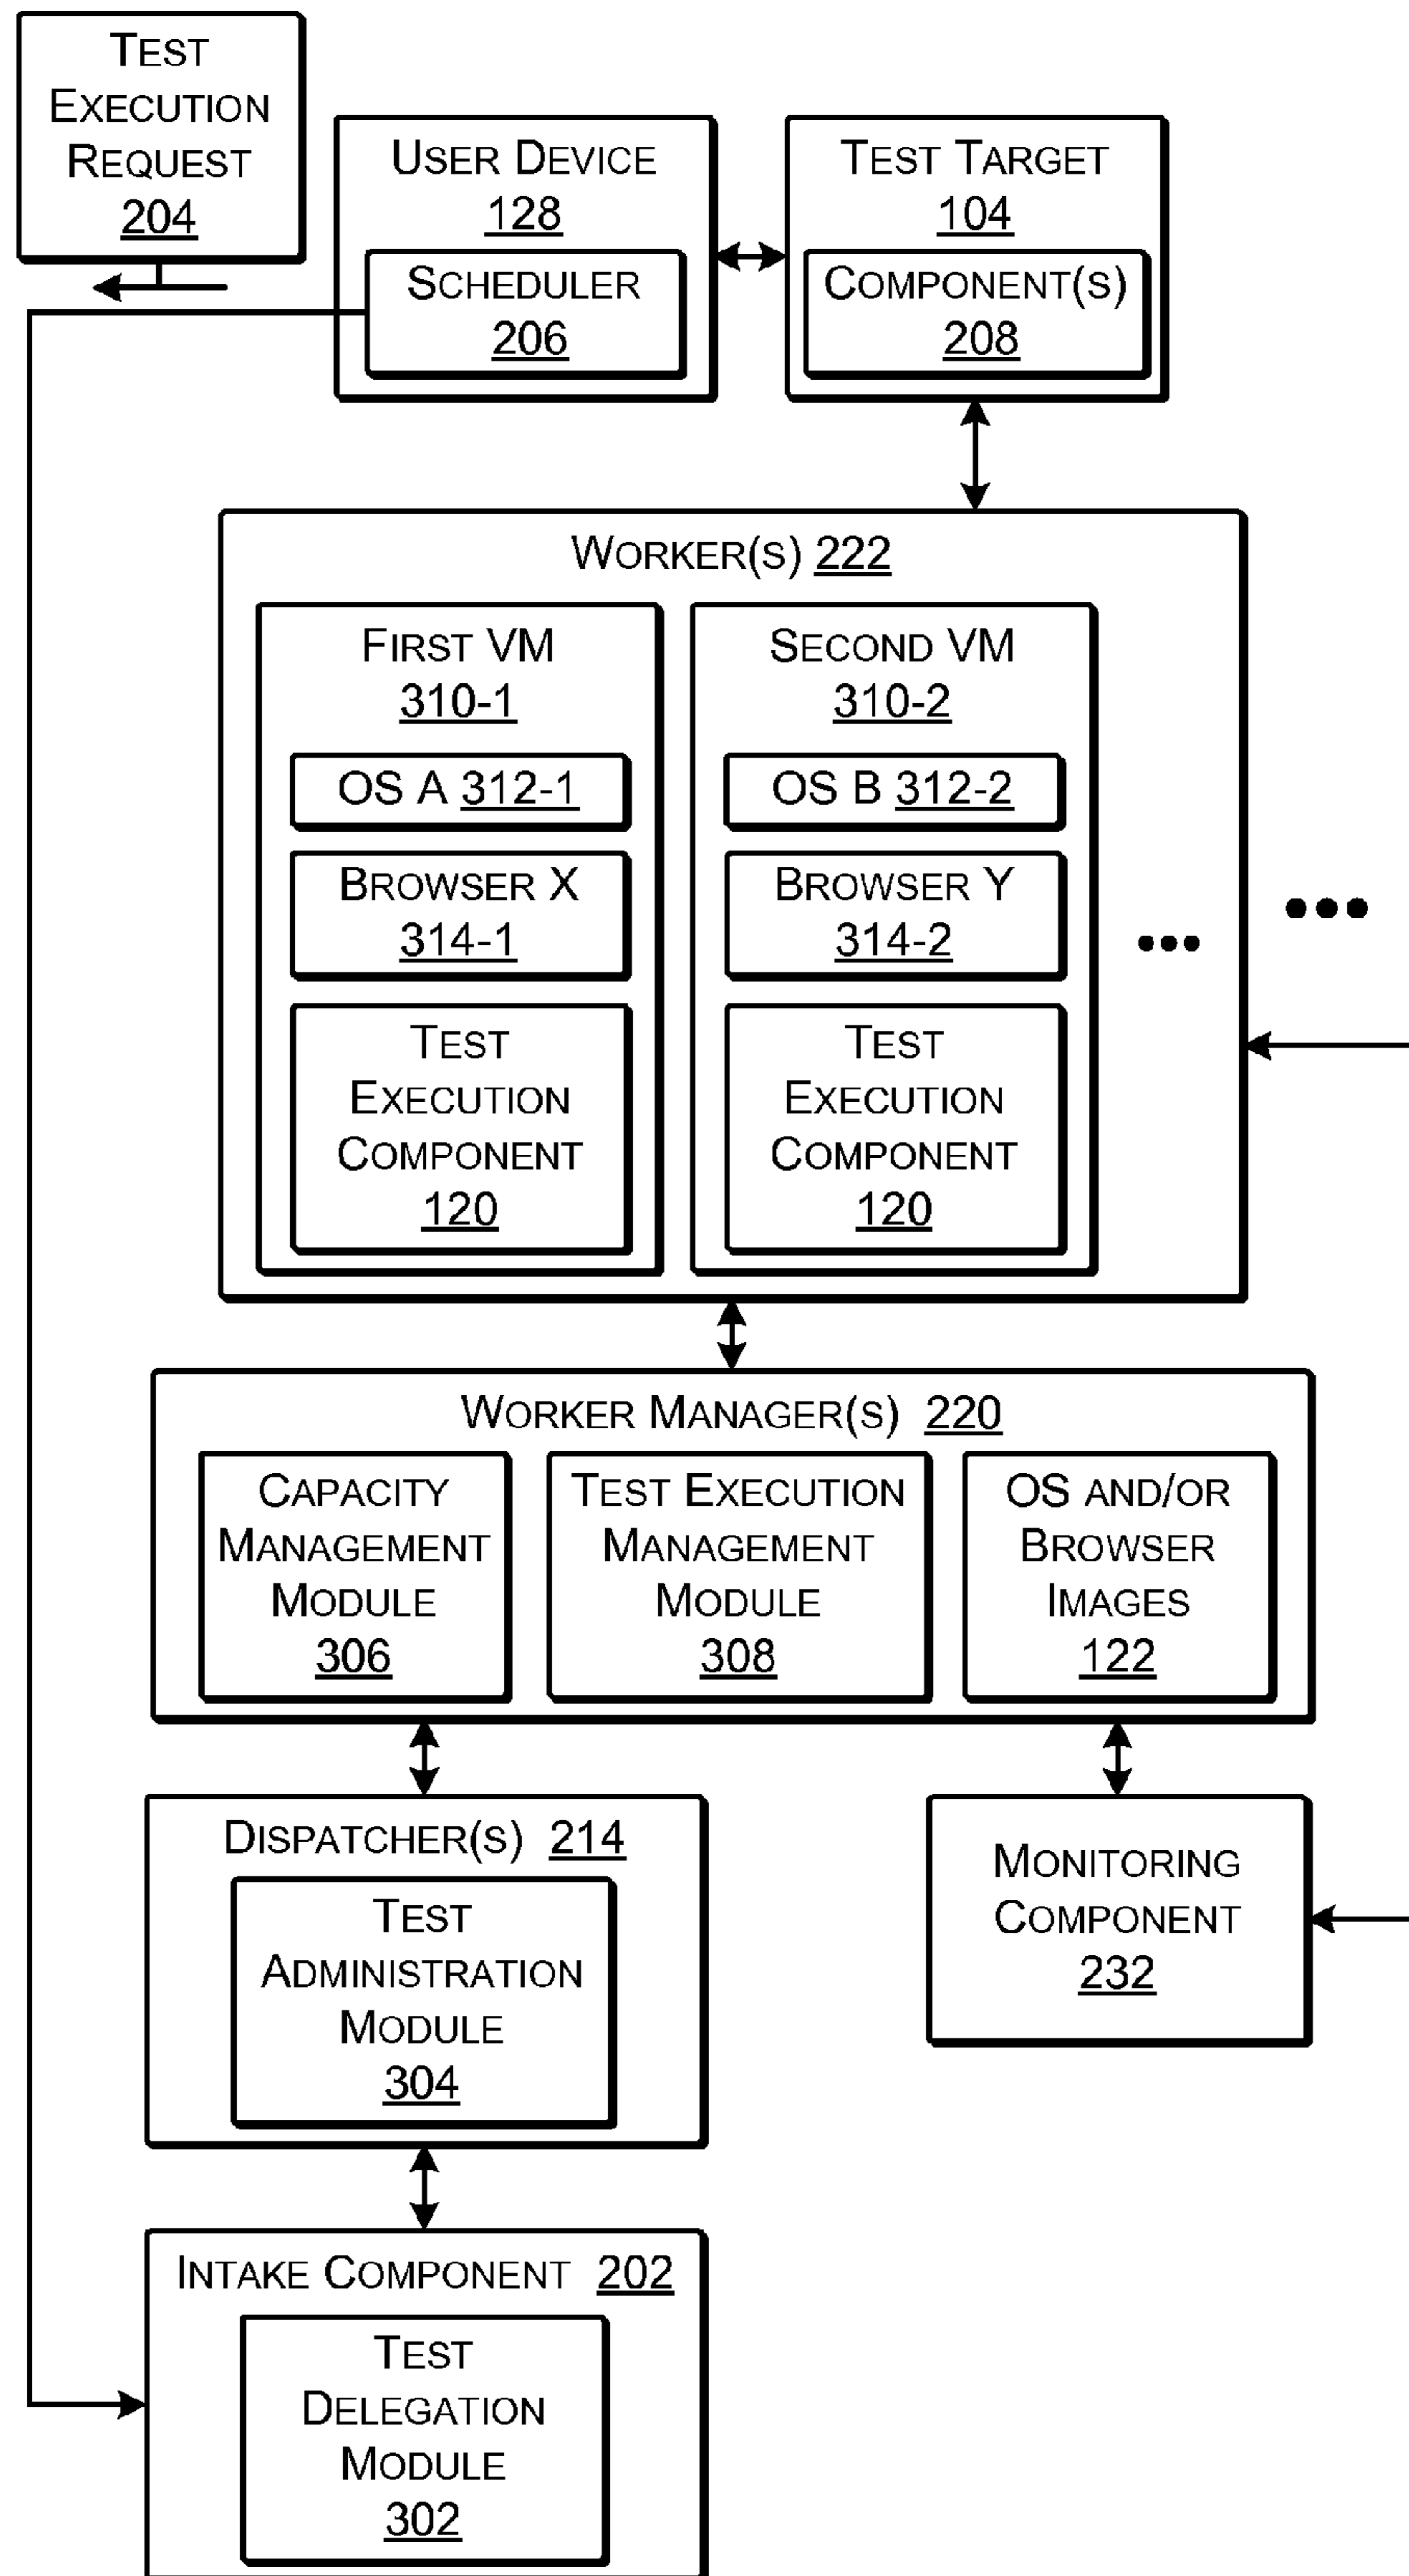 TEST
EXECUTION
REQUEST
204
USER DEVICE
128
SCHEDULER
206
TEST TARGET
104
COMPONENT(S)
208
WORKER(S) 222
FIRST VM
310-1
OS A 312-1
BROWSER X
314-1
TEST
EXECUTION
COMPONENT
120
SECOND VM
310-2
OS B 312-2
BROWSER Y
314-2
TEST
EXECUTION
COMPONENT
120
•••
•••
WORKER MANAGER(S) 220
CAPACITY
MANAGEMENT
MODULE
306
TEST EXECUTION
MANAGEMENT
MODULE
308
OS AND/OR
BROWSER
IMAGES
122
DISPATCHER(S) 214
TEST
ADMINISTRATION
MODULE
304
MONITORING
COMPONENT
232
INTAKE COMPONENT 202
TEST
DELEGATION
MODULE
302